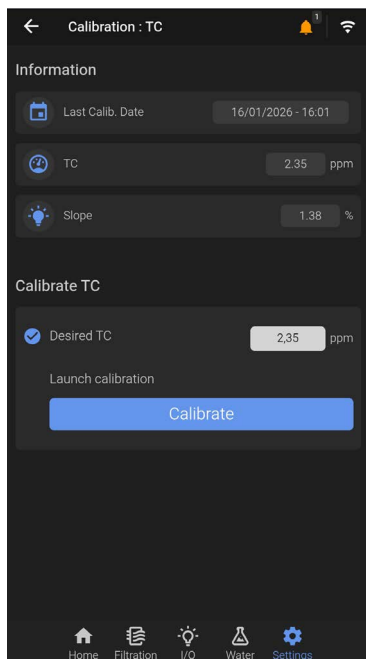 Calibration : TC
1
Information
Last Calib. Date 16/01/2026 - 16:01
TC 2.35 ppm
Slope 1.38 %
Calibrate TC
Desired TC 2,35 ppm
Launch calibration
Calibrate
Home Filtration I/O Water Settings